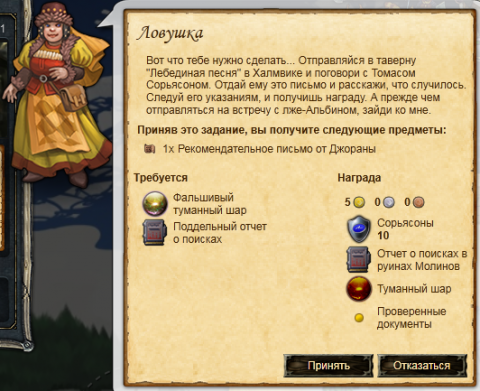 Ловушка
Вот что тебе нужно сделать... Отправляйся в таверну
"Лебединая песня" в Халмвике и поговори с Томасом
Сорьясоном. Отдай ему это письмо и расскажи, что случилось.
Следуй его указаниям, и получишь награду. А прежде чем
отправляться на встречу с лже-Альбином, зайди ко мне.
Приняв это задание, вы получите следующие предметы:
1x Рекомендательное письмо от Джораны
Требуется
Фальшивый
туманный шар
Поддельный отчет
о поисках
Награда
5 0 0
Сорьясоны
10
Отчет о поисках в
руинах Молинов
Туманный шар
Проверенные
документы
Принять Отказаться